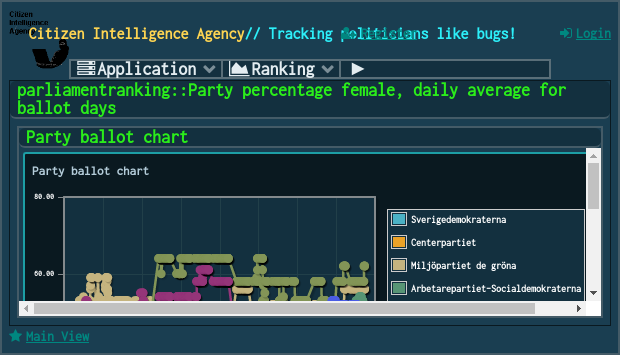 Citizen
Intelligence
Agency
Citizen Intelligence Agency// Tracking politicians like bugs!
Login
Application
Ranking
parliamentranking::Party percentage female, daily average for
ballot days
Party ballot chart
Party ballot chart
80.00
60.00
Sverigedemokraterna
Centerpartiet
Miljöpartiet de gröna
Arbetarepartiet-Socialdemokraterna
Main View